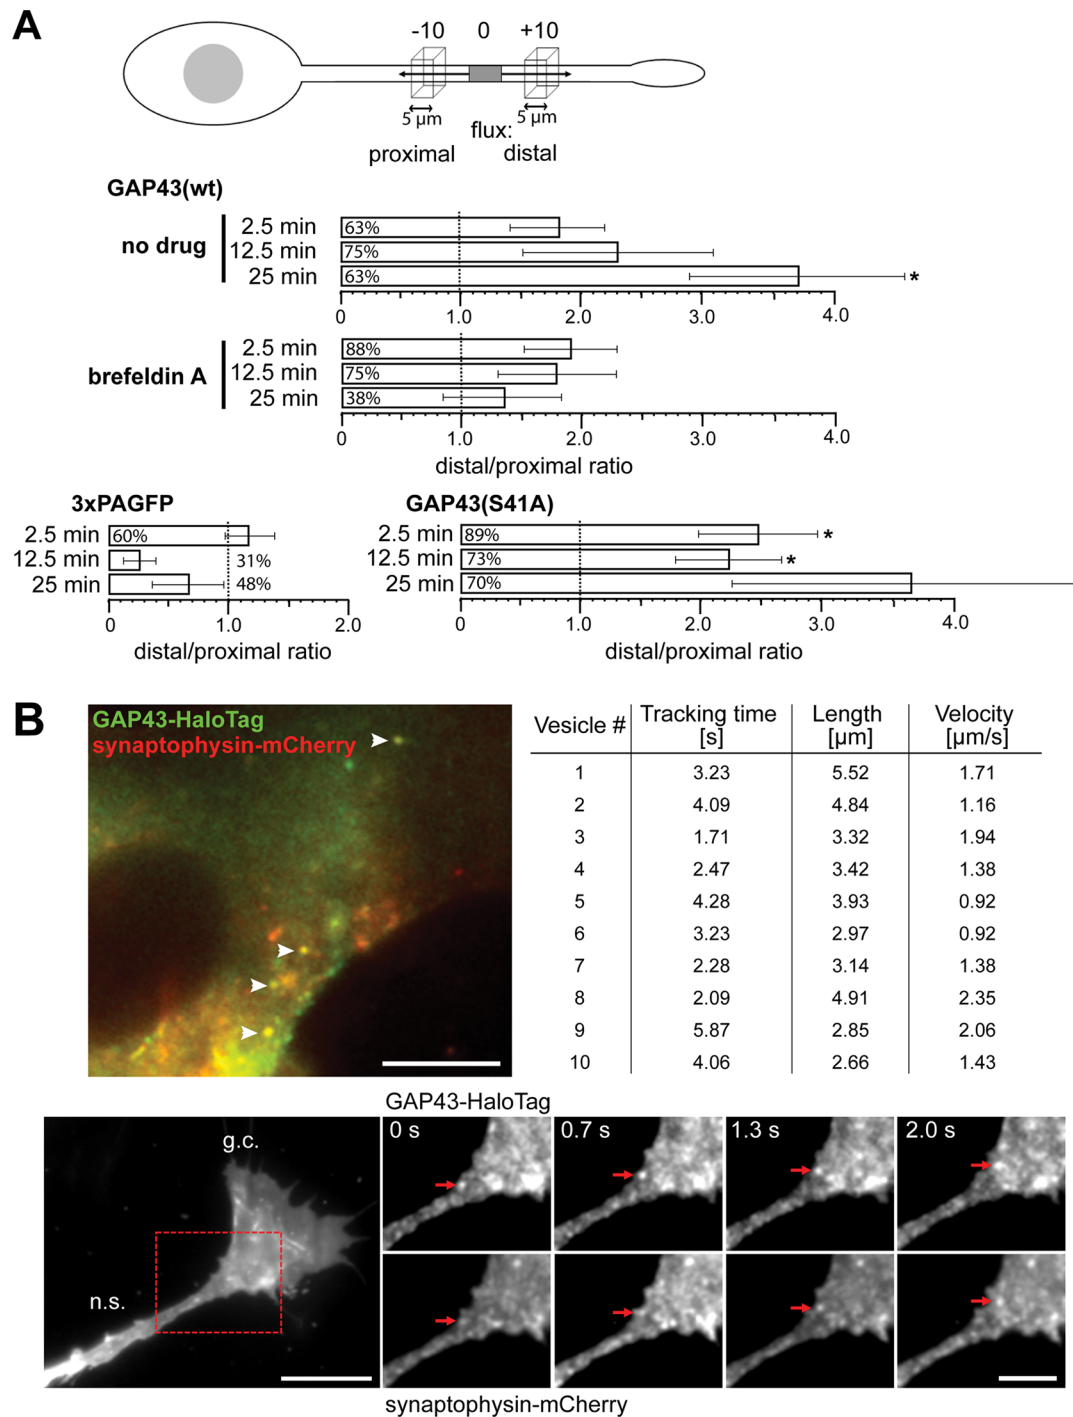 A
-10 0 +10
5 µm 5 µm
flux:
proximal distal
GAP43(wt)
no drug
2.5 min 63%
12.5 min 75%
25 min 63% *
0 1.0 2.0 3.0 4.0
brefeldin A
2.5 min 88%
12.5 min 75%
25 min 38%
0 1.0 2.0 3.0 4.0
distal/proximal ratio
3xPAGFP
2.5 min 60%
12.5 min 31%
25 min 48%
0 1.0 2.0
distal/proximal ratio
GAP43(S41A)
2.5 min 89% *
12.5 min 73% *
25 min 70%
0 1.0 2.0 3.0 4.0
distal/proximal ratio
B
GAP43-HaloTag
synaptophysin-mCherry
Vesicle # Tracking time [s] Length [µm] Velocity [µm/s]
1 3.23 5.52 1.71
2 4.09 4.84 1.16
3 1.71 3.32 1.94
4 2.47 3.42 1.38
5 4.28 3.93 0.92
6 3.23 2.97 0.92
7 2.28 3.14 1.38
8 2.09 4.91 2.35
9 5.87 2.85 2.06
10 4.06 2.66 1.43
g.c.
n.s.
GAP43-HaloTag
0 s 0.7 s 1.3 s 2.0 s
synaptophysin-mCherry